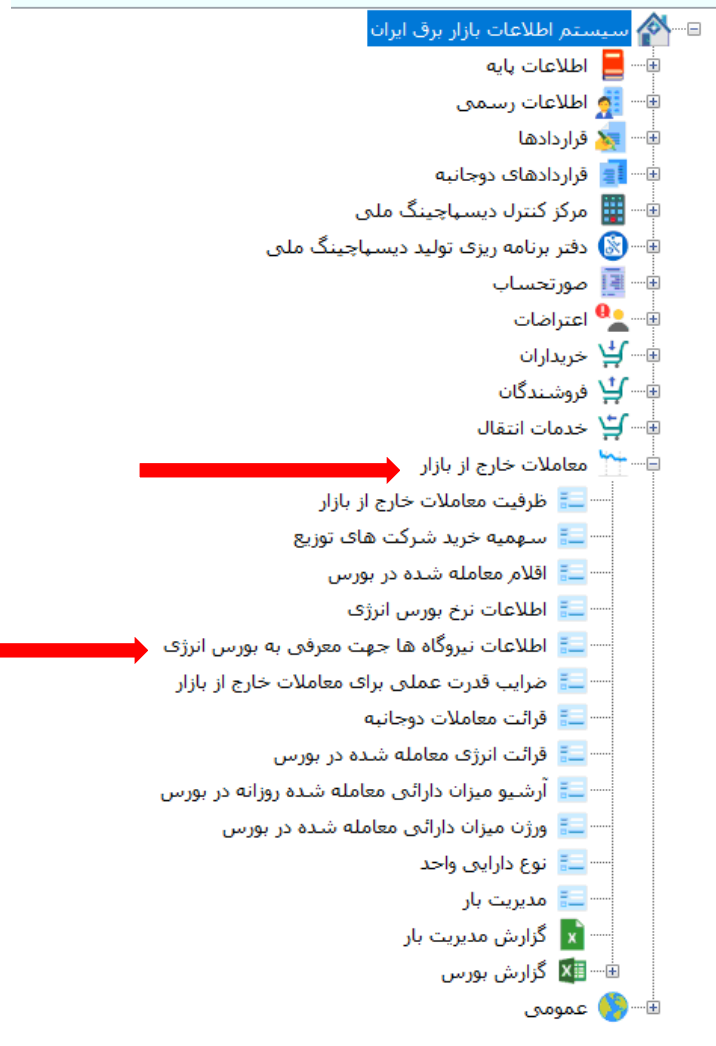 سیستم اطلاعات بازار برق ایران
اطلاعات پایه
اطلاعات رسمی
قراردادها
قراردادهای دوجانبه
مرکز کنترل دیسپاچینگ ملی
دفتر برنامه ریزی تولید دیسپاچینگ ملی
صورتحساب
اعتراضات
خریداران
فروشندگان
خدمات انتقال
معاملات خارج از بازار
ظرفیت معاملات خارج از بازار
سهمیه خرید شرکت های توزیع
اقلام معامله شده در بورس
اطلاعات نرخ بورس انرژی
اطلاعات نیروگاه ها جهت معرفی به بورس انرژی
ضرایب قدرت عملی برای معاملات خارج از بازار
قرائت معاملات دوجانبه
قرائت انرژی معامله شده در بورس
آرشیو میزان دارائی معامله شده روزانه در بورس
ورژن میزان دارائی معامله شده در بورس
نوع دارایی واحد
مدیریت بار
گزارش مدیریت بار
گزارش بورس
عمومی